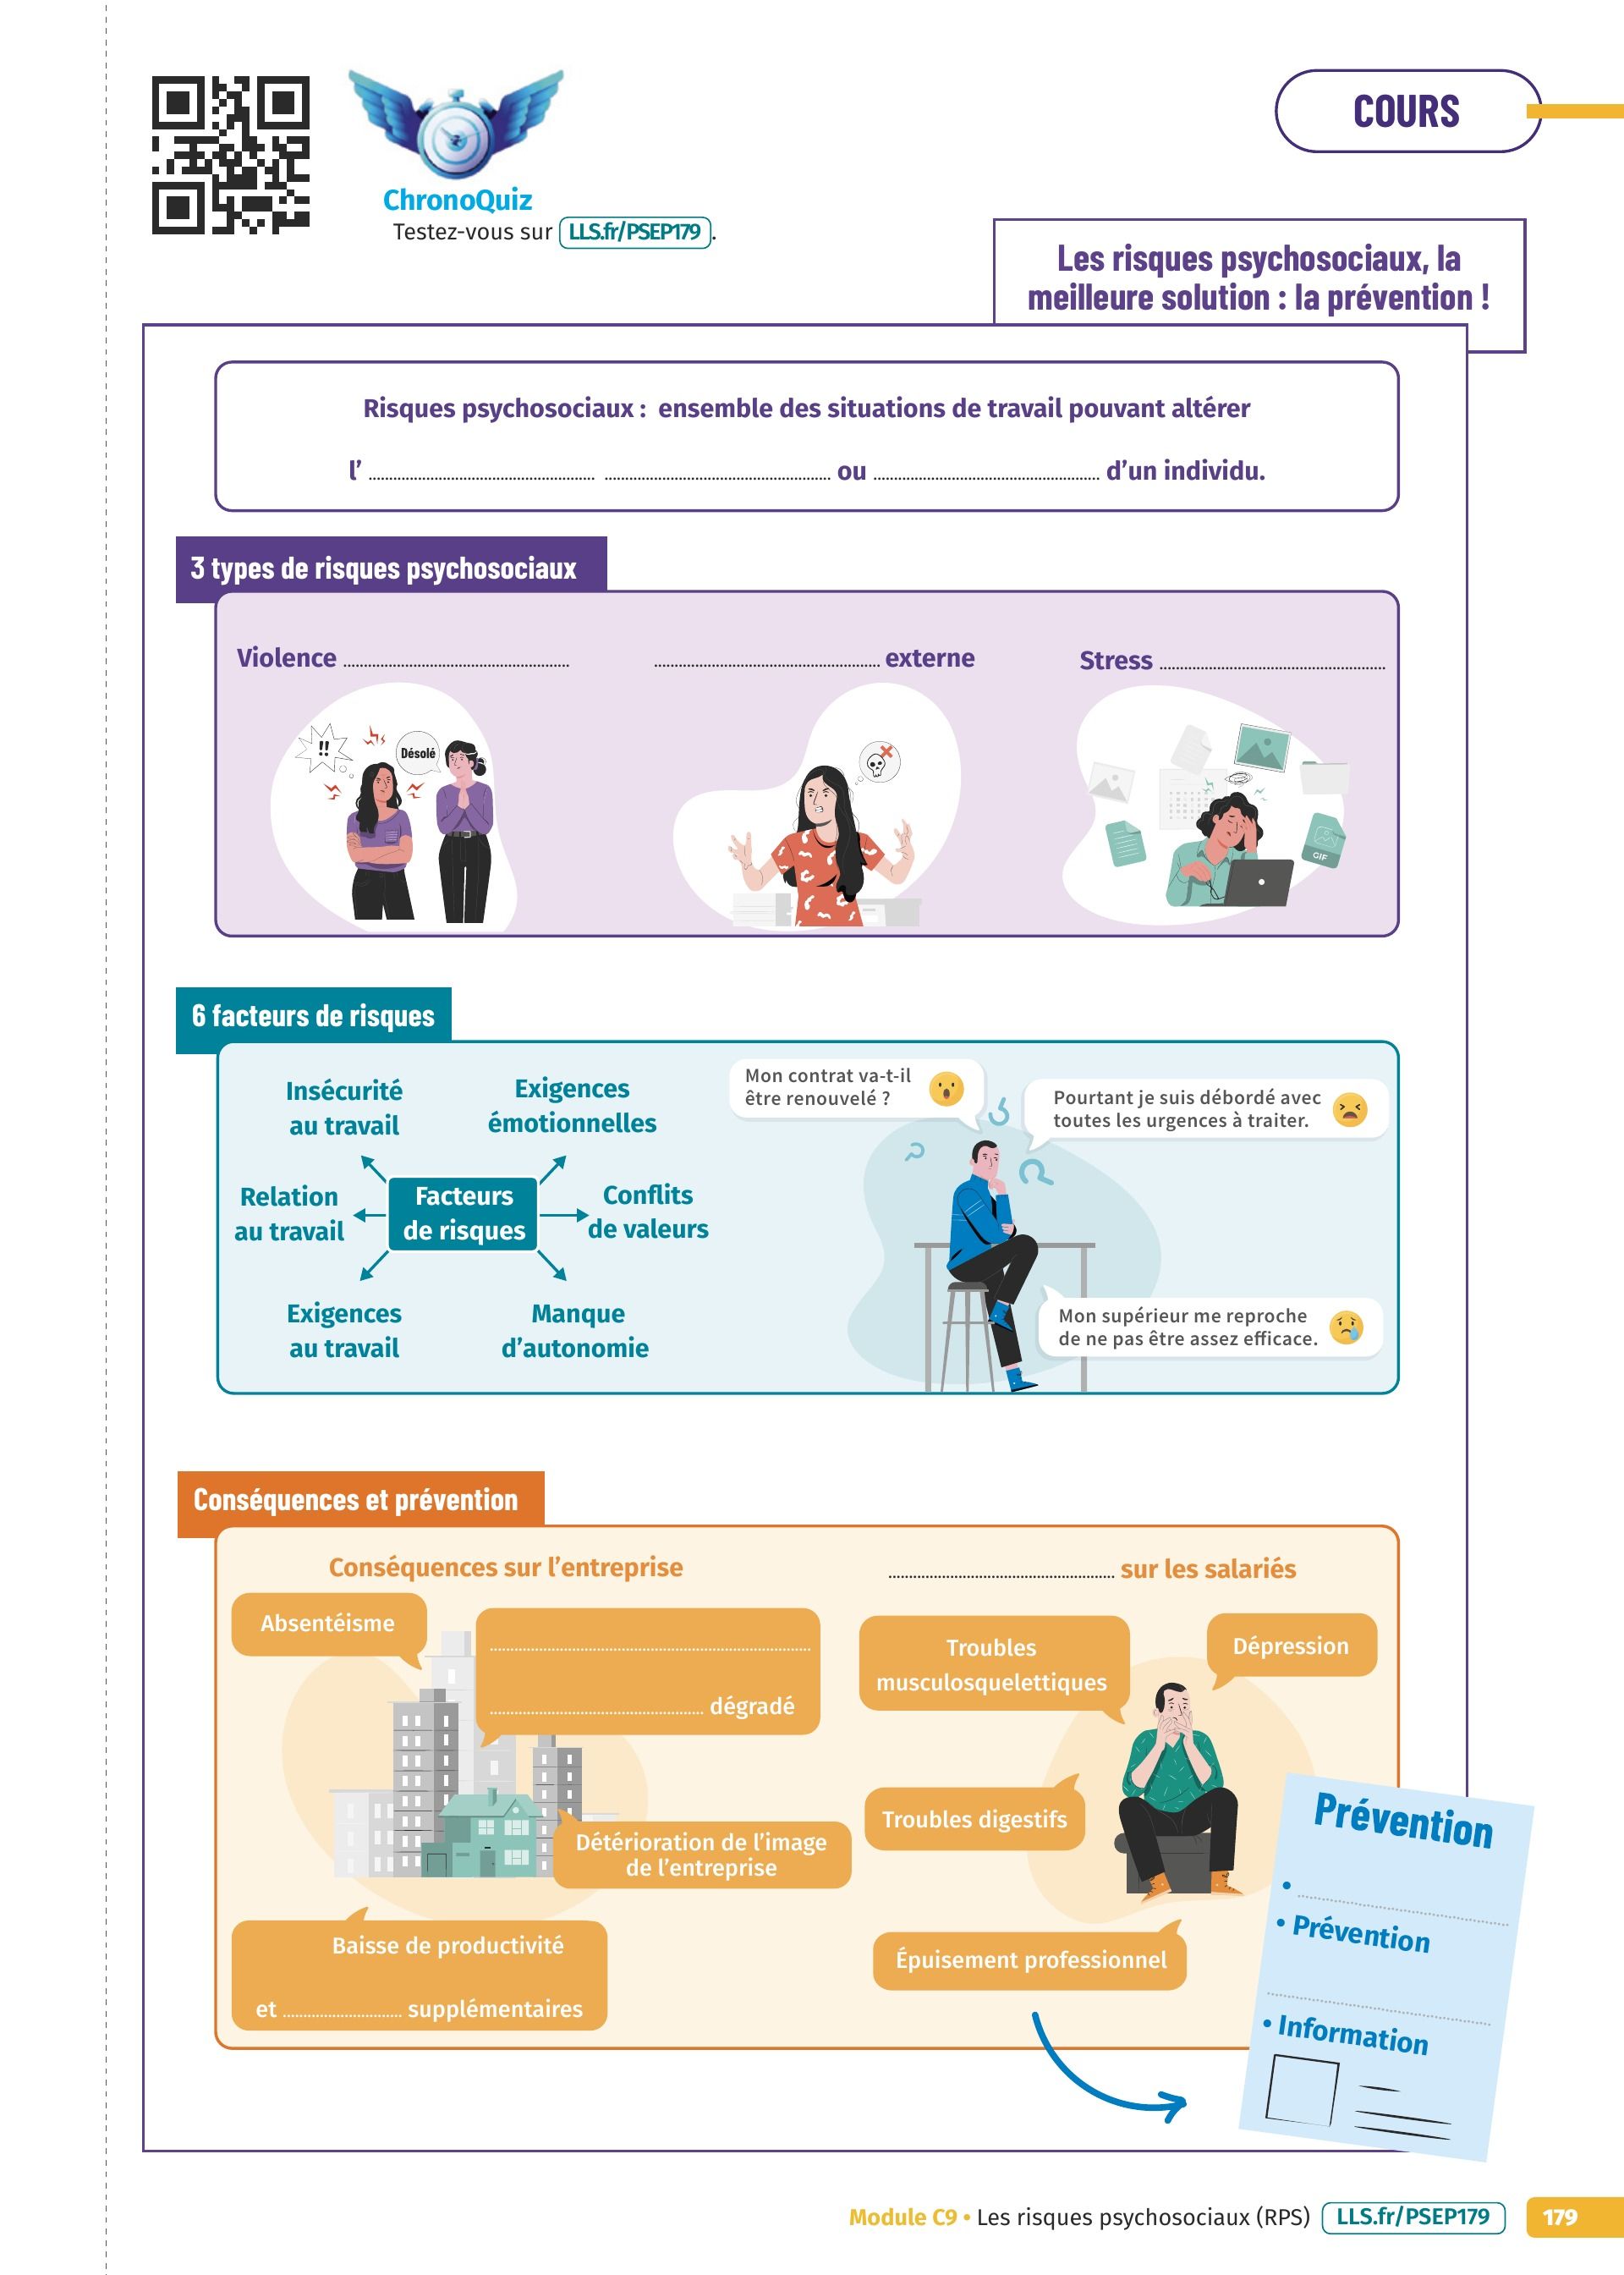 COURS
ChronoQuiz
Testez-vous sur LLS.fr/PSEP179.
Les risques psychosociaux, la
meilleure solution : la prévention !
Risques psychosociaux : ensemble des situations de travail pouvant altérer
l' ........................ ........................ ou ........................ d'un individu.
3 types de risques psychosociaux
Violence ........................
........................ externe
Stress ........................
!!
Désolé
GIF
6 facteurs de risques
Insécurité
au travail
Exigences
émotionnelles
Relation
au travail
Facteurs
de risques
Conflits
de valeurs
Exigences
au travail
Manque
d'autonomie
Mon contrat va-t-il
être renouvelé ?
Pourtant je suis débordé avec
toutes les urgences à traiter.
Mon supérieur me reproche
de ne pas être assez efficace.
Conséquences et prévention
Conséquences sur l'entreprise
Absentéisme
........................
........................ dégradé
Détérioration de l'image
de l'entreprise
Baisse de productivité
et ............ supplémentaires
........................ sur les salariés
Troubles
musculosquelettiques
Dépression
Troubles digestifs
Épuisement professionnel
Prévention
• ........................
• Prévention
........................
• Information
Module C9 • Les risques psychosociaux (RPS) LLS.fr/PSEP179 179